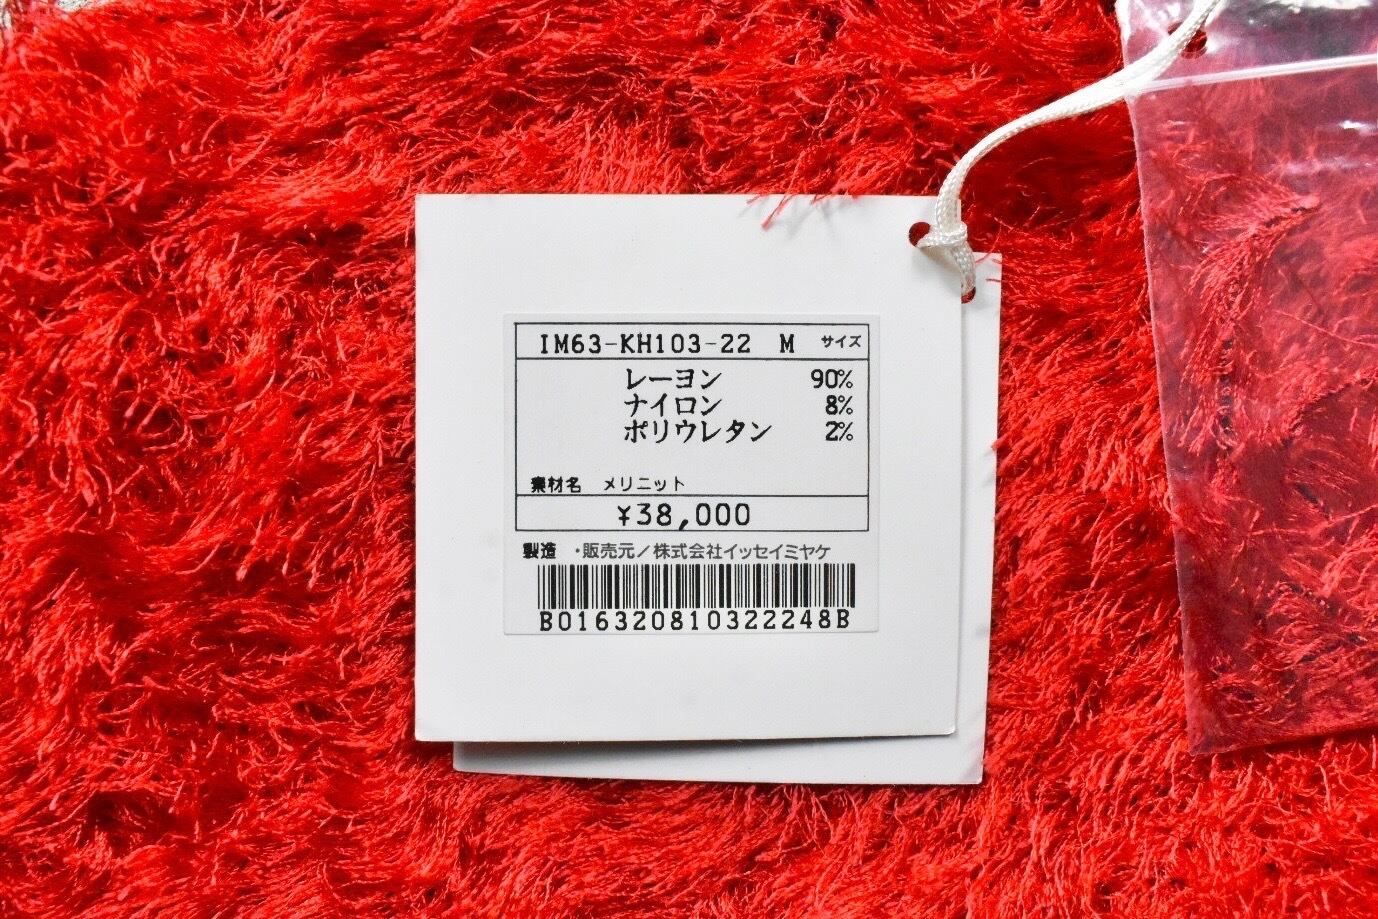 IM63-KH103-22 M サイズ
レーヨン 90%
ナイロン 8%
ポリウレタン 2%
素材名 メリニット
¥38,000
製造 ・販売元/株式会社イッセイミヤケ
B016320810322248B